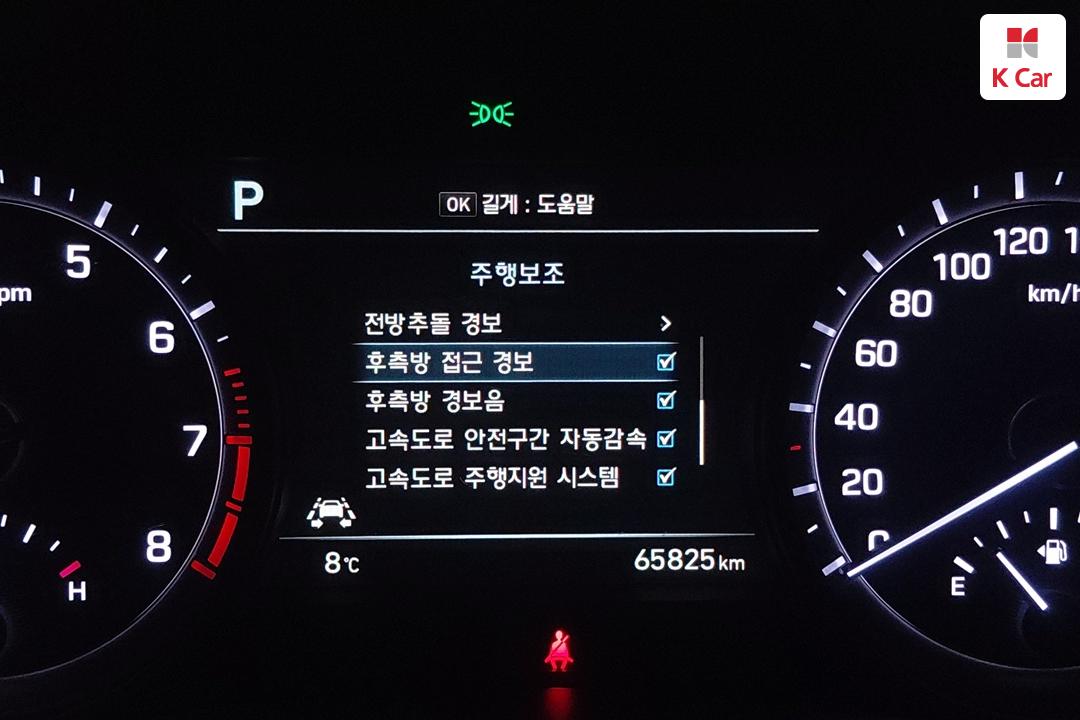 K Car
P
OK 길게 : 도움말
주행보조
전방추돌 경보
후측방 접근 경보
후측방 경보음
고속도로 안전구간 자동감속
고속도로 주행지원 시스템
8℃
65825km
5
6
7
8
H
120
100
80
60
40
20
0
km/h
E